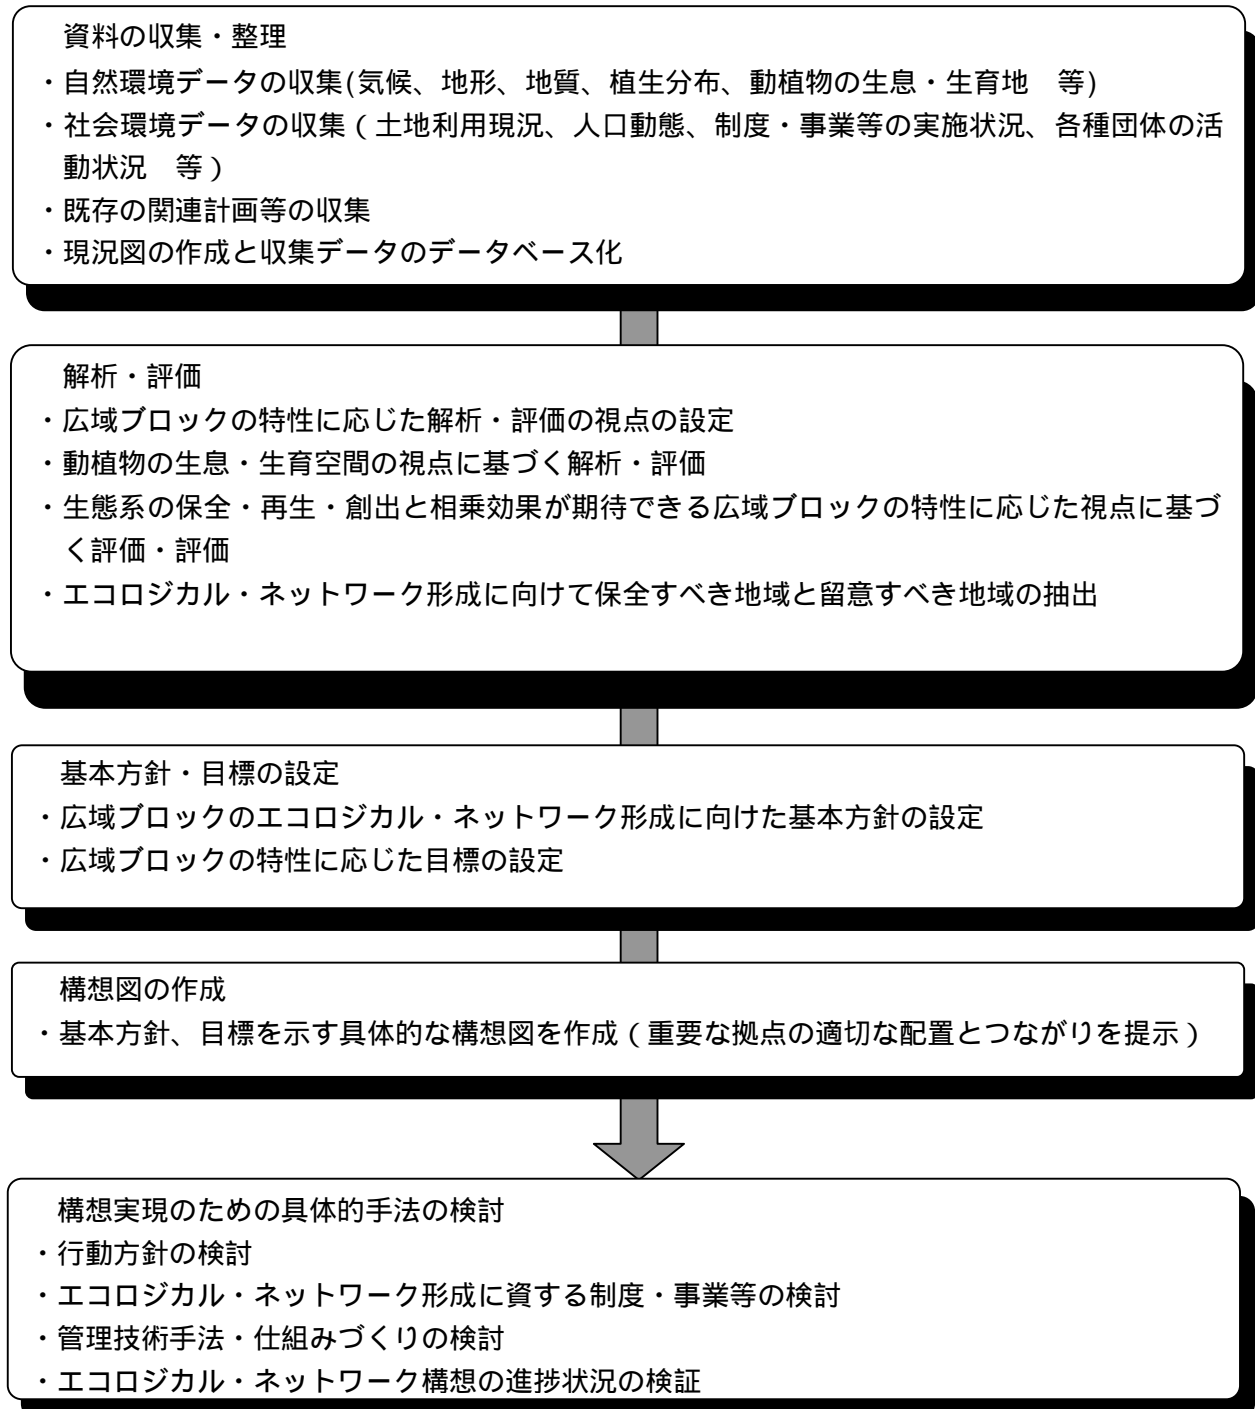 資料の収集・整理
・自然環境データの収集(気候、地形、地質、植生分布、動植物の生息・生育地　等)
・社会環境データの収集(土地利用現況、人口動態、制度・事業等の実施状況、各種団体の活
動状況　等)
・既存の関連計画等の収集
・現況図の作成と収集データのデータベース化
解析・評価
・広域ブロックの特性に応じた解析・評価の視点の設定
・動植物の生息・生育空間の視点に基づく解析・評価
・生態系の保全・再生・創出と相乗効果が期待できる広域ブロックの特性に応じた視点に基づ
く評価・評価
・エコロジカル・ネットワーク形成に向けて保全すべき地域と留意すべき地域の抽出
基本方針・目標の設定
・広域ブロックのエコロジカル・ネットワーク形成に向けた基本方針の設定
・広域ブロックの特性に応じた目標の設定
構想図の作成
・基本方針、目標を示す具体的な構想図を作成(重要な拠点の適切な配置とつながりを提示)
構想実現のための具体的手法の検討
・行動方針の検討
・エコロジカル・ネットワーク形成に資する制度・事業等の検討
・管理技術手法・仕組みづくりの検討
・エコロジカル・ネットワーク構想の進捗状況の検証